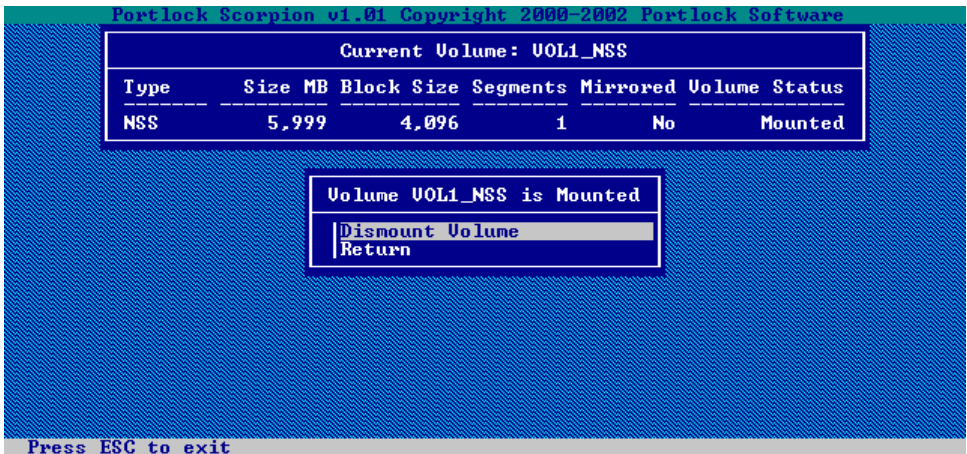 Portlock Scorpion v1.01 Copyright 2000-2002 Portlock Software
Current Volume: VOL1_NSS
Type Size MB Block Size Segments Mirrored Volume Status
NSS 5,999 4,096 1 No Mounted
Volume VOL1_NSS is Mounted
Dismount Volume
Return
Press ESC to exit